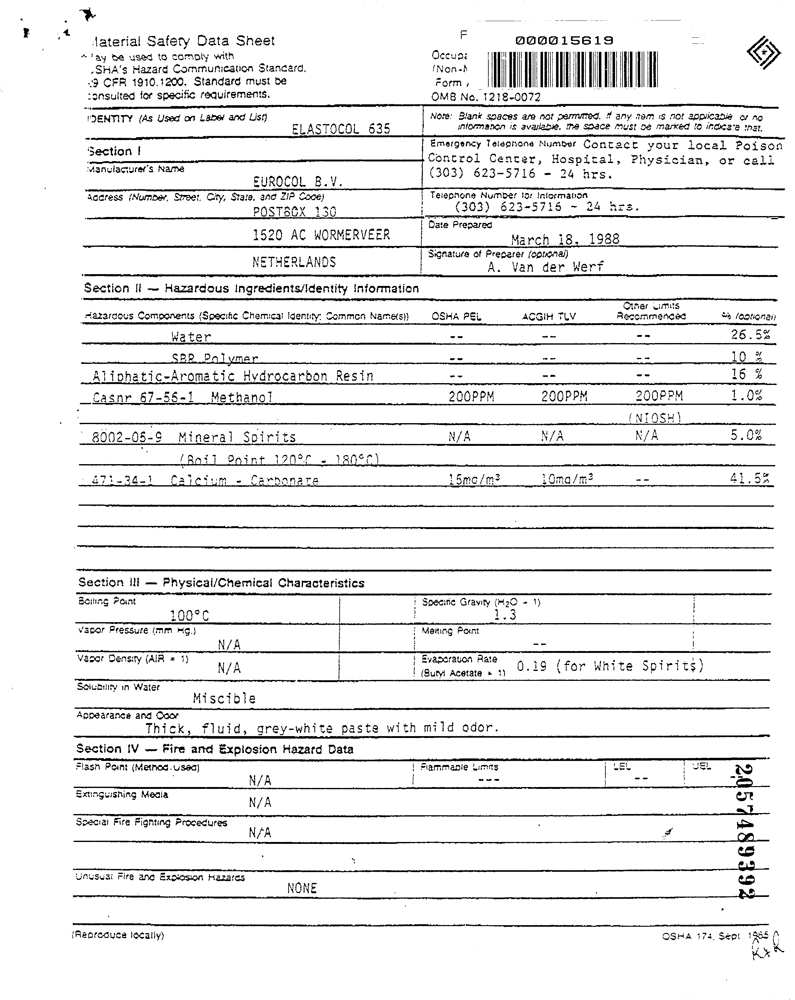 Material Safety Data Sheet
May be used to comply with
OSHA's Hazard Communication Standard,
29 CFR 1910.1200. Standard must be
consulted for specific requirements.
000015619
Occupa
(Non-M
Form
OMB No. 1218-0072
IDENTITY (As Used on Label and List)
ELASTOCOL 635
Note: Blank spaces are not permitted. If any item is not applicable or no
information is available, the space must be marked to indicate that.
Section I
Manufacturer's Name
EUROCOL B.V.
Emergency Telephone Number Contact your local Poison
Control Center, Hospital, Physician, or call
(303) 623-5716 - 24 hrs.
Address (Number, Street, City, State, and ZIP Code)
POSTBOX 130
Telephone Number for Information
(303) 623-5716 - 24 hrs.
1520 AC WORMERVEER
Date Prepared
March 18, 1988
NETHERLANDS
Signature of Preparer (optional)
A. Van der Werf
Section II — Hazardous Ingredients/Identity Information
Hazardous Components (Specific Chemical Identity; Common Name(s)) OSHA PEL ACGIH TLV Other Limits Recommended % (optional)
Water -- -- -- 26.5%
SBR Polymer -- -- -- 10 %
Aliphatic-Aromatic Hydrocarbon Resin -- -- -- 16 %
Casnr 67-56-1 Methanol 200PPM 200PPM 200PPM 1.0%
(NIOSH)
8002-05-9 Mineral Spirits N/A N/A N/A 5.0%
(Boil Point 120°C - 180°C)
471-34-1 Calcium - Carbonate 15mg/m³ 10mg/m³ -- 41.5%
Section III — Physical/Chemical Characteristics
Boiling Point
100°C
Specific Gravity (H2O = 1)
1.3
Vapor Pressure (mm Hg.)
N/A
Melting Point
--
Vapor Density (AIR = 1)
N/A
Evaporation Rate
(Butyl Acetate = 1) 0.19 (for White Spirits)
Solubility in Water
Miscible
Appearance and Odor
Thick, fluid, grey-white paste with mild odor.
Section IV — Fire and Explosion Hazard Data
Flash Point (Method Used)
N/A
Flammable Limits
---
LEL
--
UEL
--
Extinguishing Media
N/A
Special Fire Fighting Procedures
N/A
Unusual Fire and Explosion Hazards
NONE
2057489392
(Reproduce locally)
OSHA 174, Sept. 1985